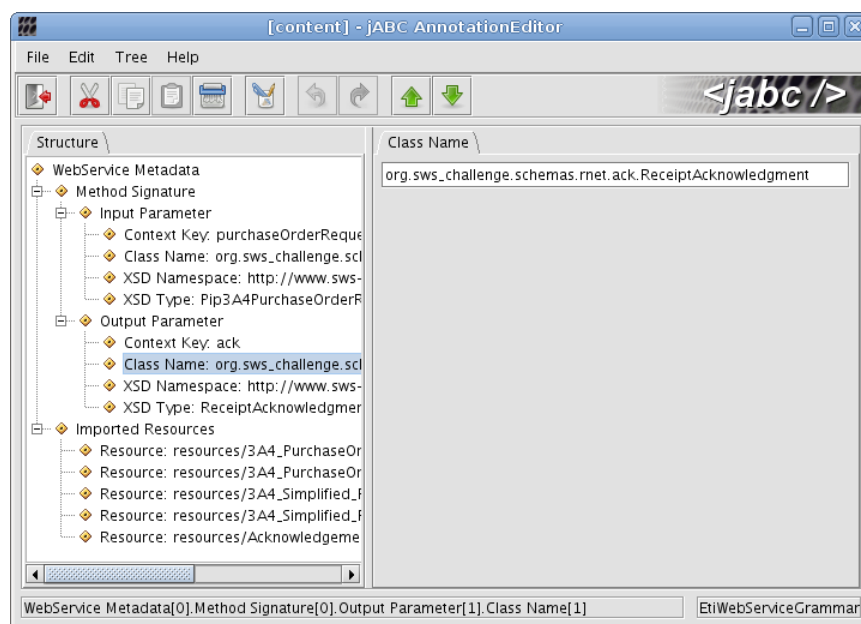 [content] - jABC AnnotationEditor
File Edit Tree Help
<jabc />
Structure
WebService Metadata
Method Signature
Input Parameter
Context Key: purchaseOrderReque
Class Name: org.sws_challenge.scl
XSD Namespace: http://www.sws-
XSD Type: Pip3A4PurchaseOrderR
Output Parameter
Context Key: ack
Class Name: org.sws_challenge.scl
XSD Namespace: http://www.sws-
XSD Type: ReceiptAcknowledgmer
Imported Resources
Resource: resources/3A4_PurchaseOr
Resource: resources/3A4_PurchaseOr
Resource: resources/3A4_Simplified_F
Resource: resources/3A4_Simplified_F
Resource: resources/Acknowledgeme
Class Name
org.sws_challenge.schemas.rnet.ack.ReceiptAcknowledgment
WebService Metadata[0].Method Signature[0].Output Parameter[1].Class Name[1]
EtiWebServiceGrammar